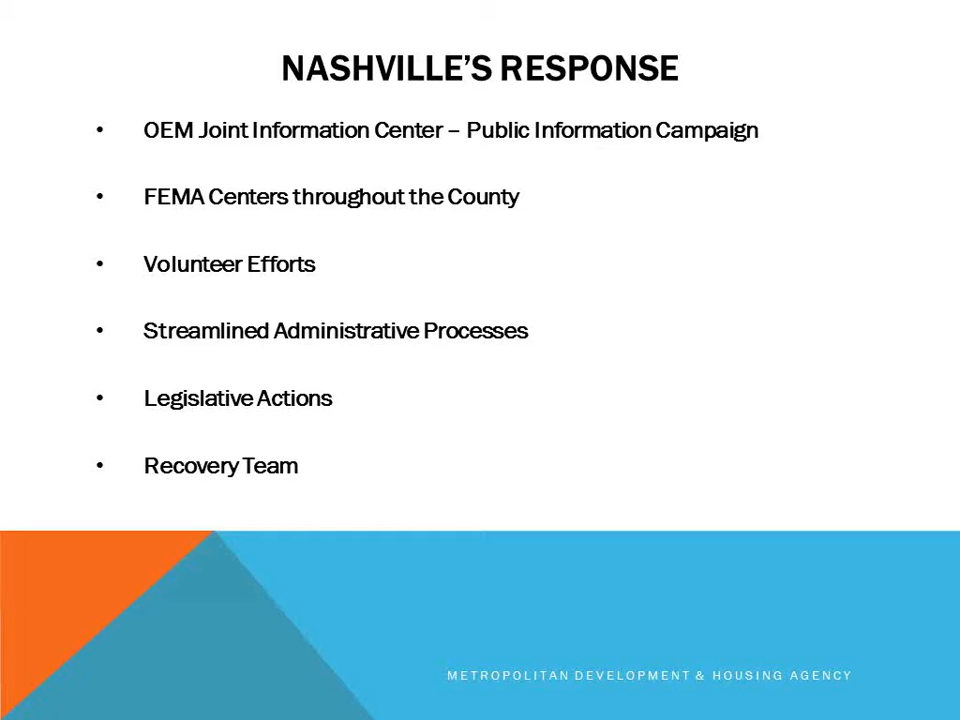 NASHVILLE'S RESPONSE
• OEM Joint Information Center – Public Information Campaign
• FEMA Centers throughout the County
• Volunteer Efforts
• Streamlined Administrative Processes
• Legislative Actions
• Recovery Team
METROPOLITAN DEVELOPMENT & HOUSING AGENCY